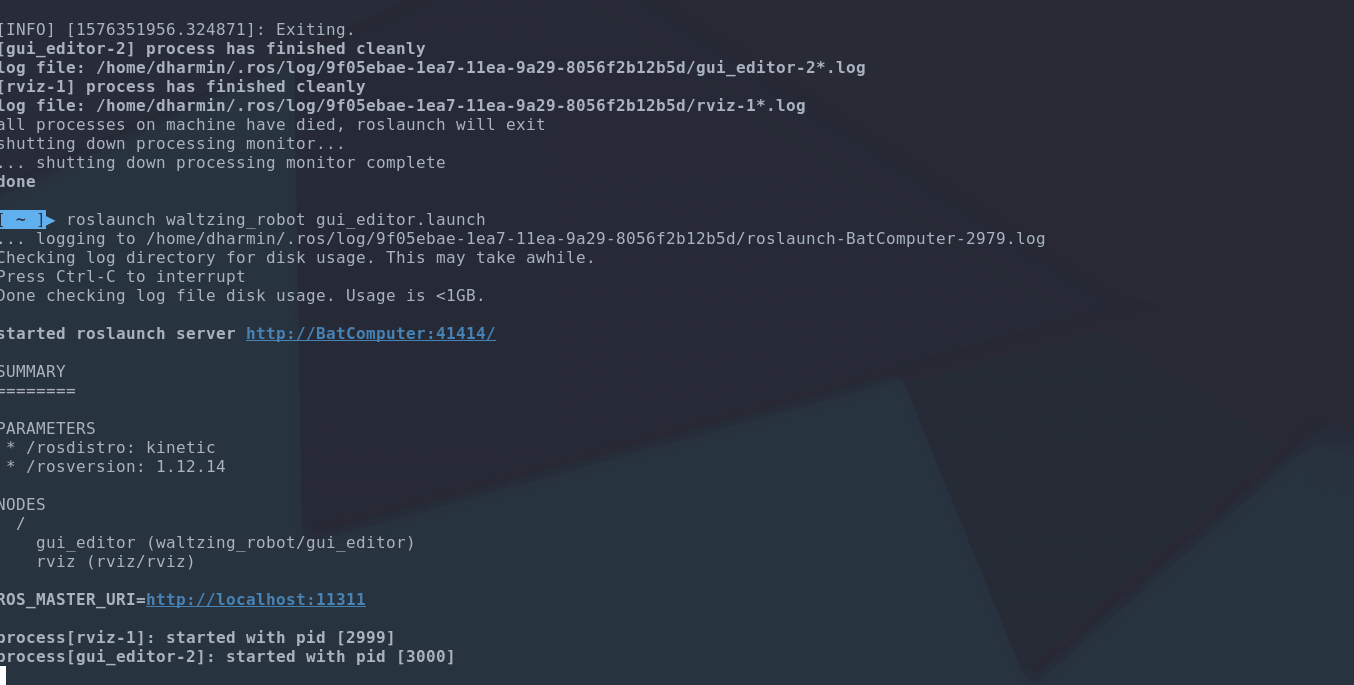 [INFO] [1576351956.324871]: Exiting.
[gui_editor-2] process has finished cleanly
log file: /home/dharmin/.ros/log/9f05ebae-1ea7-11ea-9a29-8056f2b12b5d/gui_editor-2*.log
[rviz-1] process has finished cleanly
log file: /home/dharmin/.ros/log/9f05ebae-1ea7-11ea-9a29-8056f2b12b5d/rviz-1*.log
all processes on machine have died, roslaunch will exit
shutting down processing monitor...
... shutting down processing monitor complete
done
[ ~ ] roslaunch waltzing_robot gui_editor.launch
... logging to /home/dharmin/.ros/log/9f05ebae-1ea7-11ea-9a29-8056f2b12b5d/roslaunch-BatComputer-2979.log
Checking log directory for disk usage. This may take awhile.
Press Ctrl-C to interrupt
Done checking log file disk usage. Usage is <1GB.
started roslaunch server http://BatComputer:41414/
SUMMARY
========
PARAMETERS
* /rosdistro: kinetic
* /rosversion: 1.12.14
NODES
/
gui_editor (waltzing_robot/gui_editor)
rviz (rviz/rviz)
ROS_MASTER_URI=http://localhost:11311
process[rviz-1]: started with pid [2999]
process[gui_editor-2]: started with pid [3000]